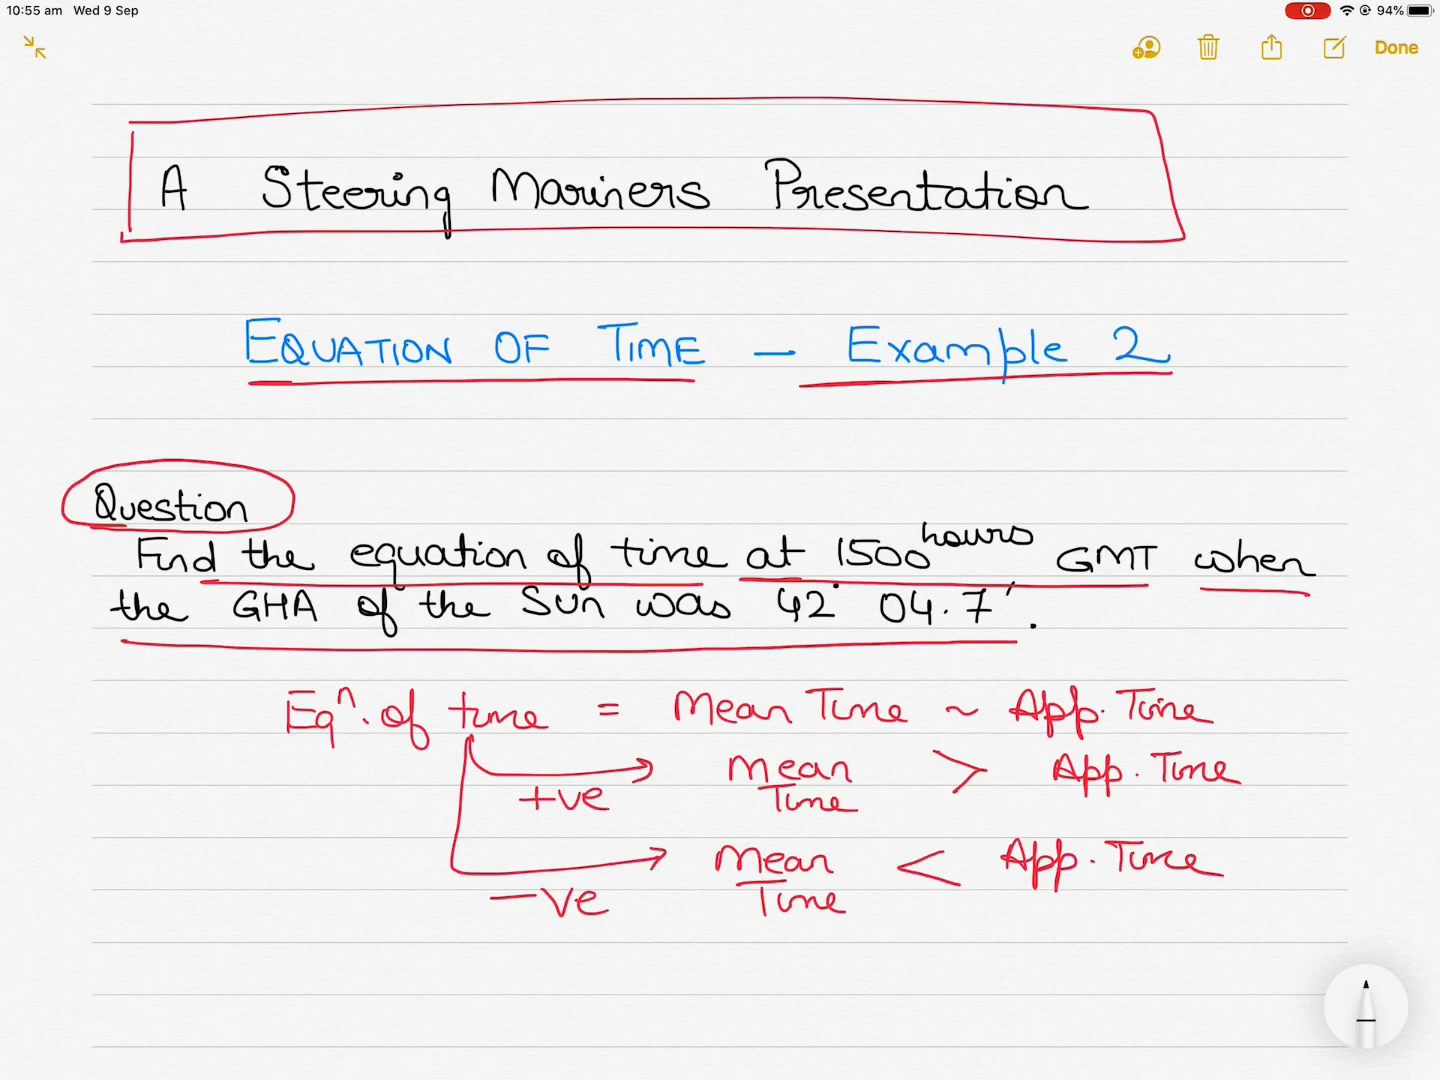 10:55 am Wed 9 Sep
94%
Done
A Steering Mariners Presentation
EQUATION OF TIME – Example 2
Question
Find the equation of time at 1500 hours GMT when
the GHA of the Sun was 42° 04.7'.
Eqⁿ. of time = Mean Time ~ App. Time
+ve Mean Time > App. Time
-ve Mean Time < App. Time